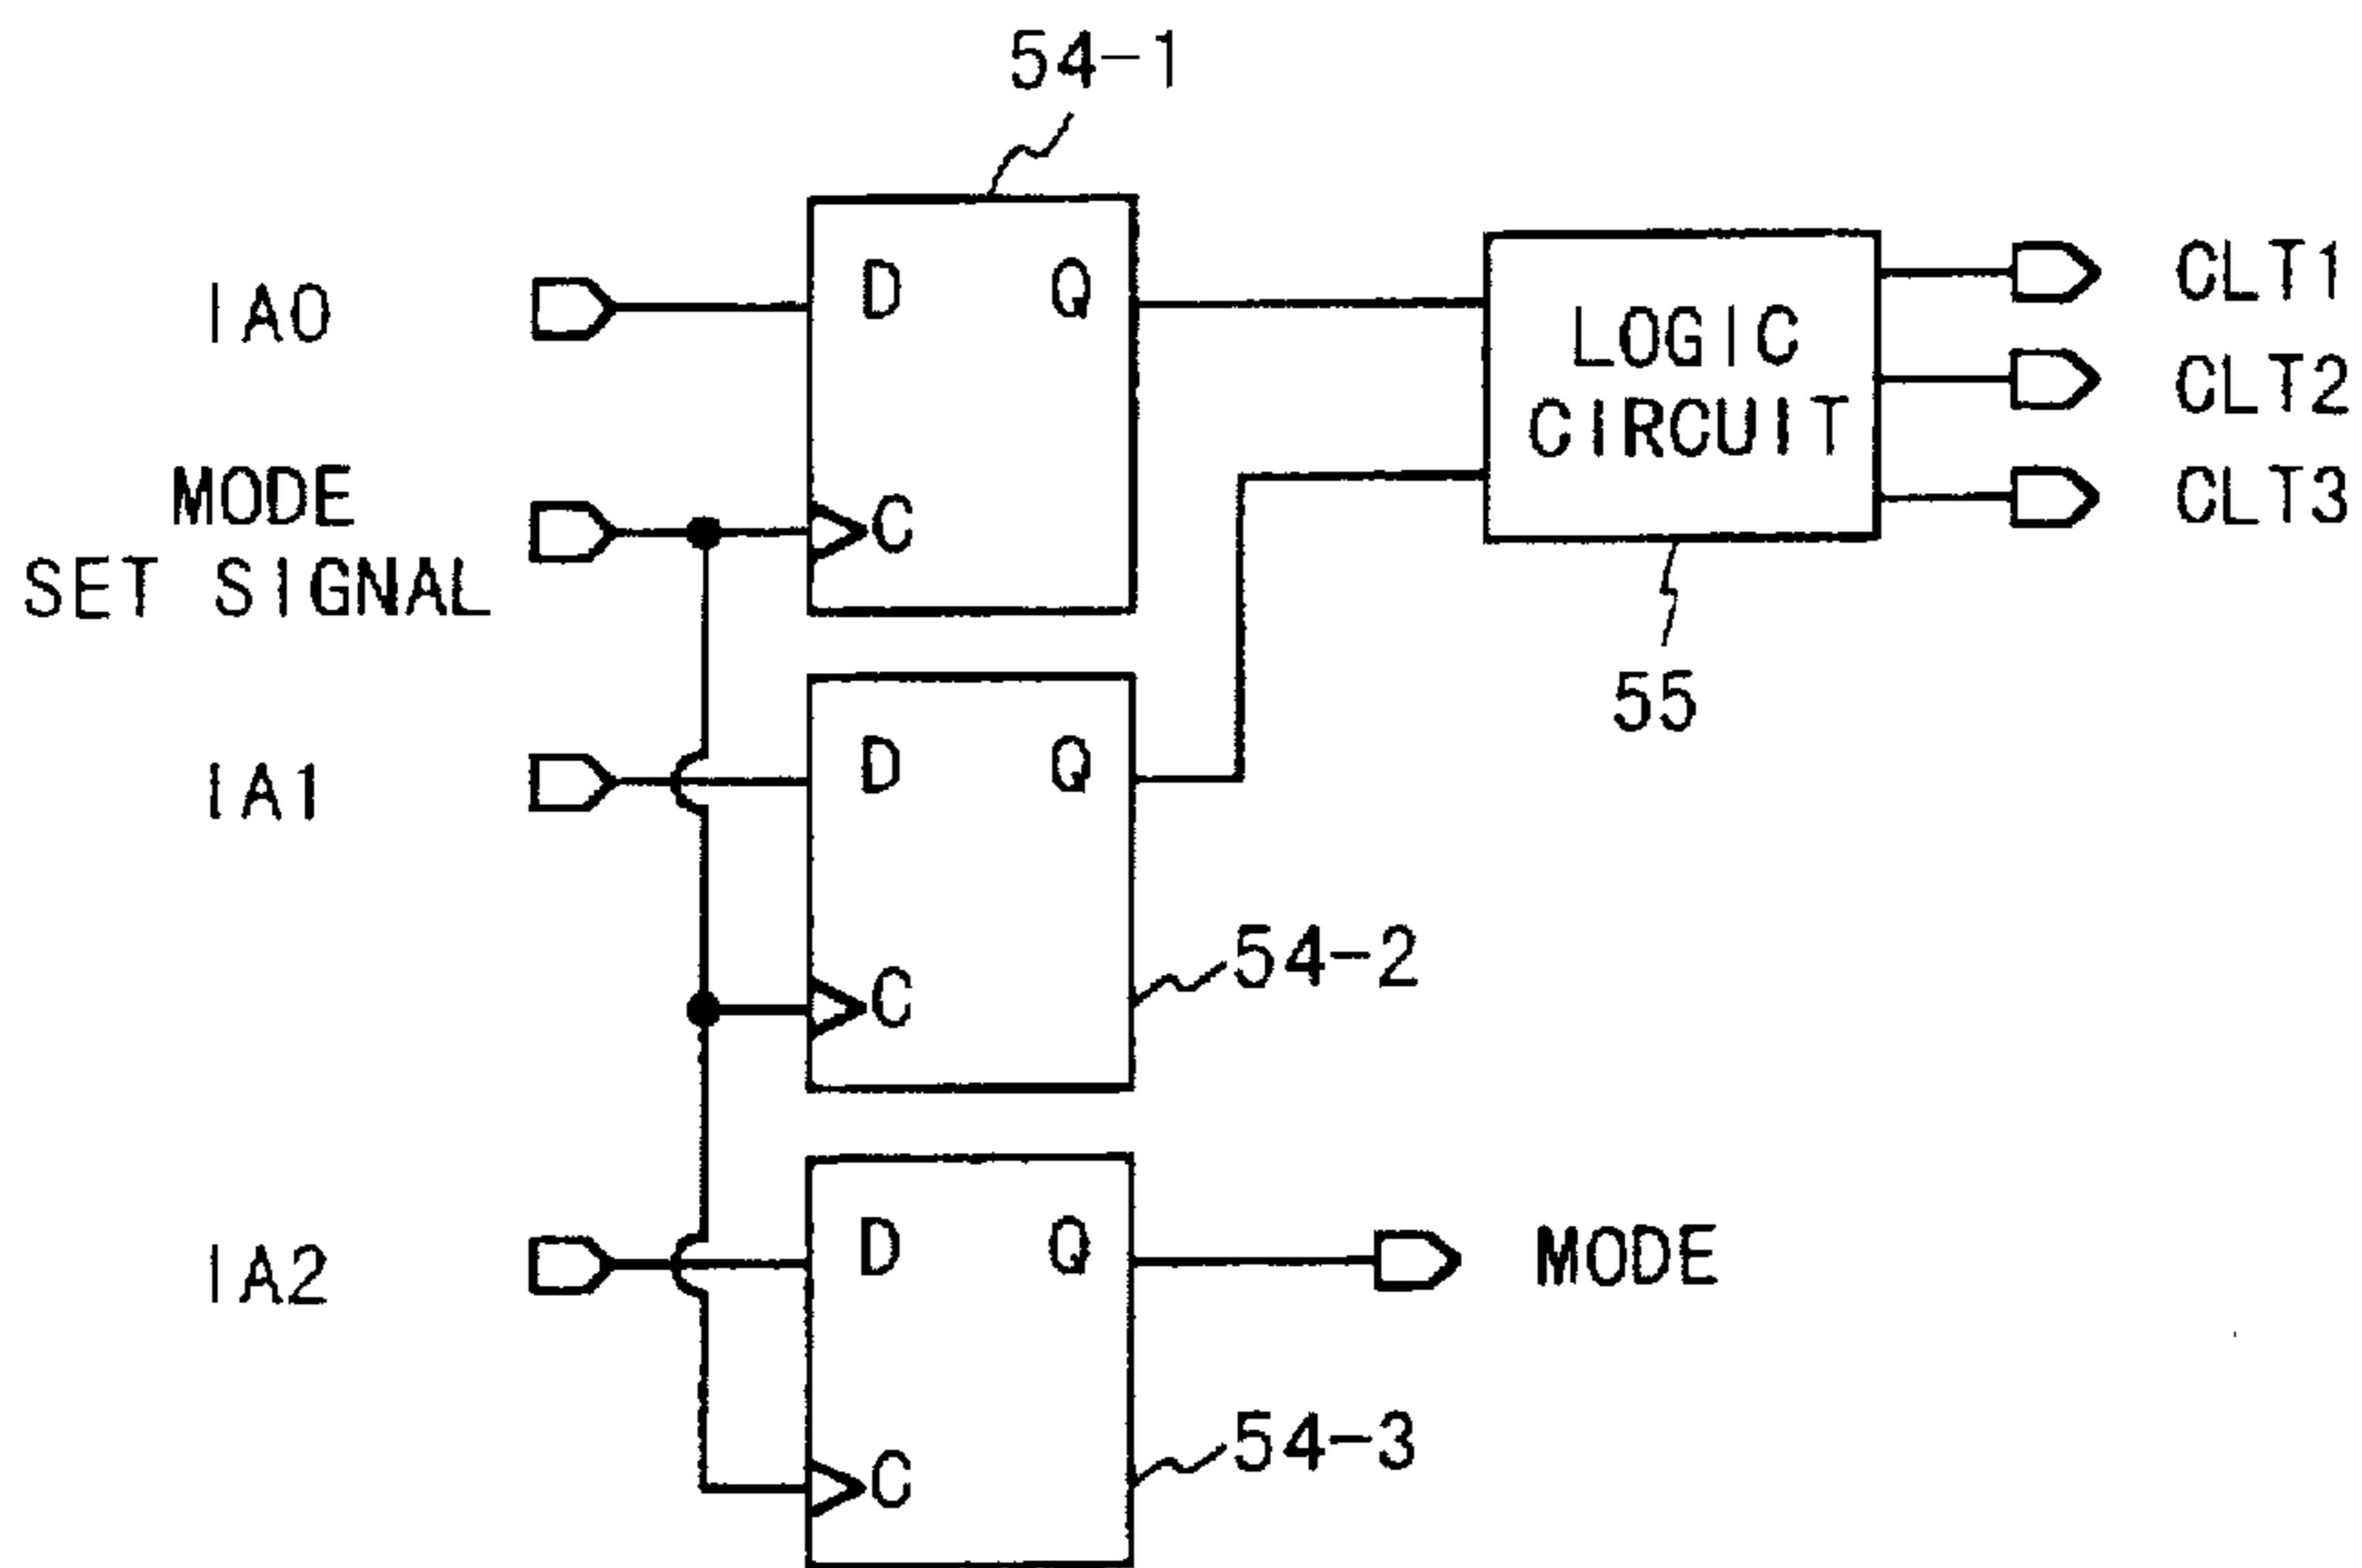 54-1
IA0
D Q
LOGIC
CIRCUIT
CLT1
CLT2
CLT3
MODE
SET SIGNAL
C
55
IA1
D Q
C
54-2
IA2
D Q
MODE
C
54-3